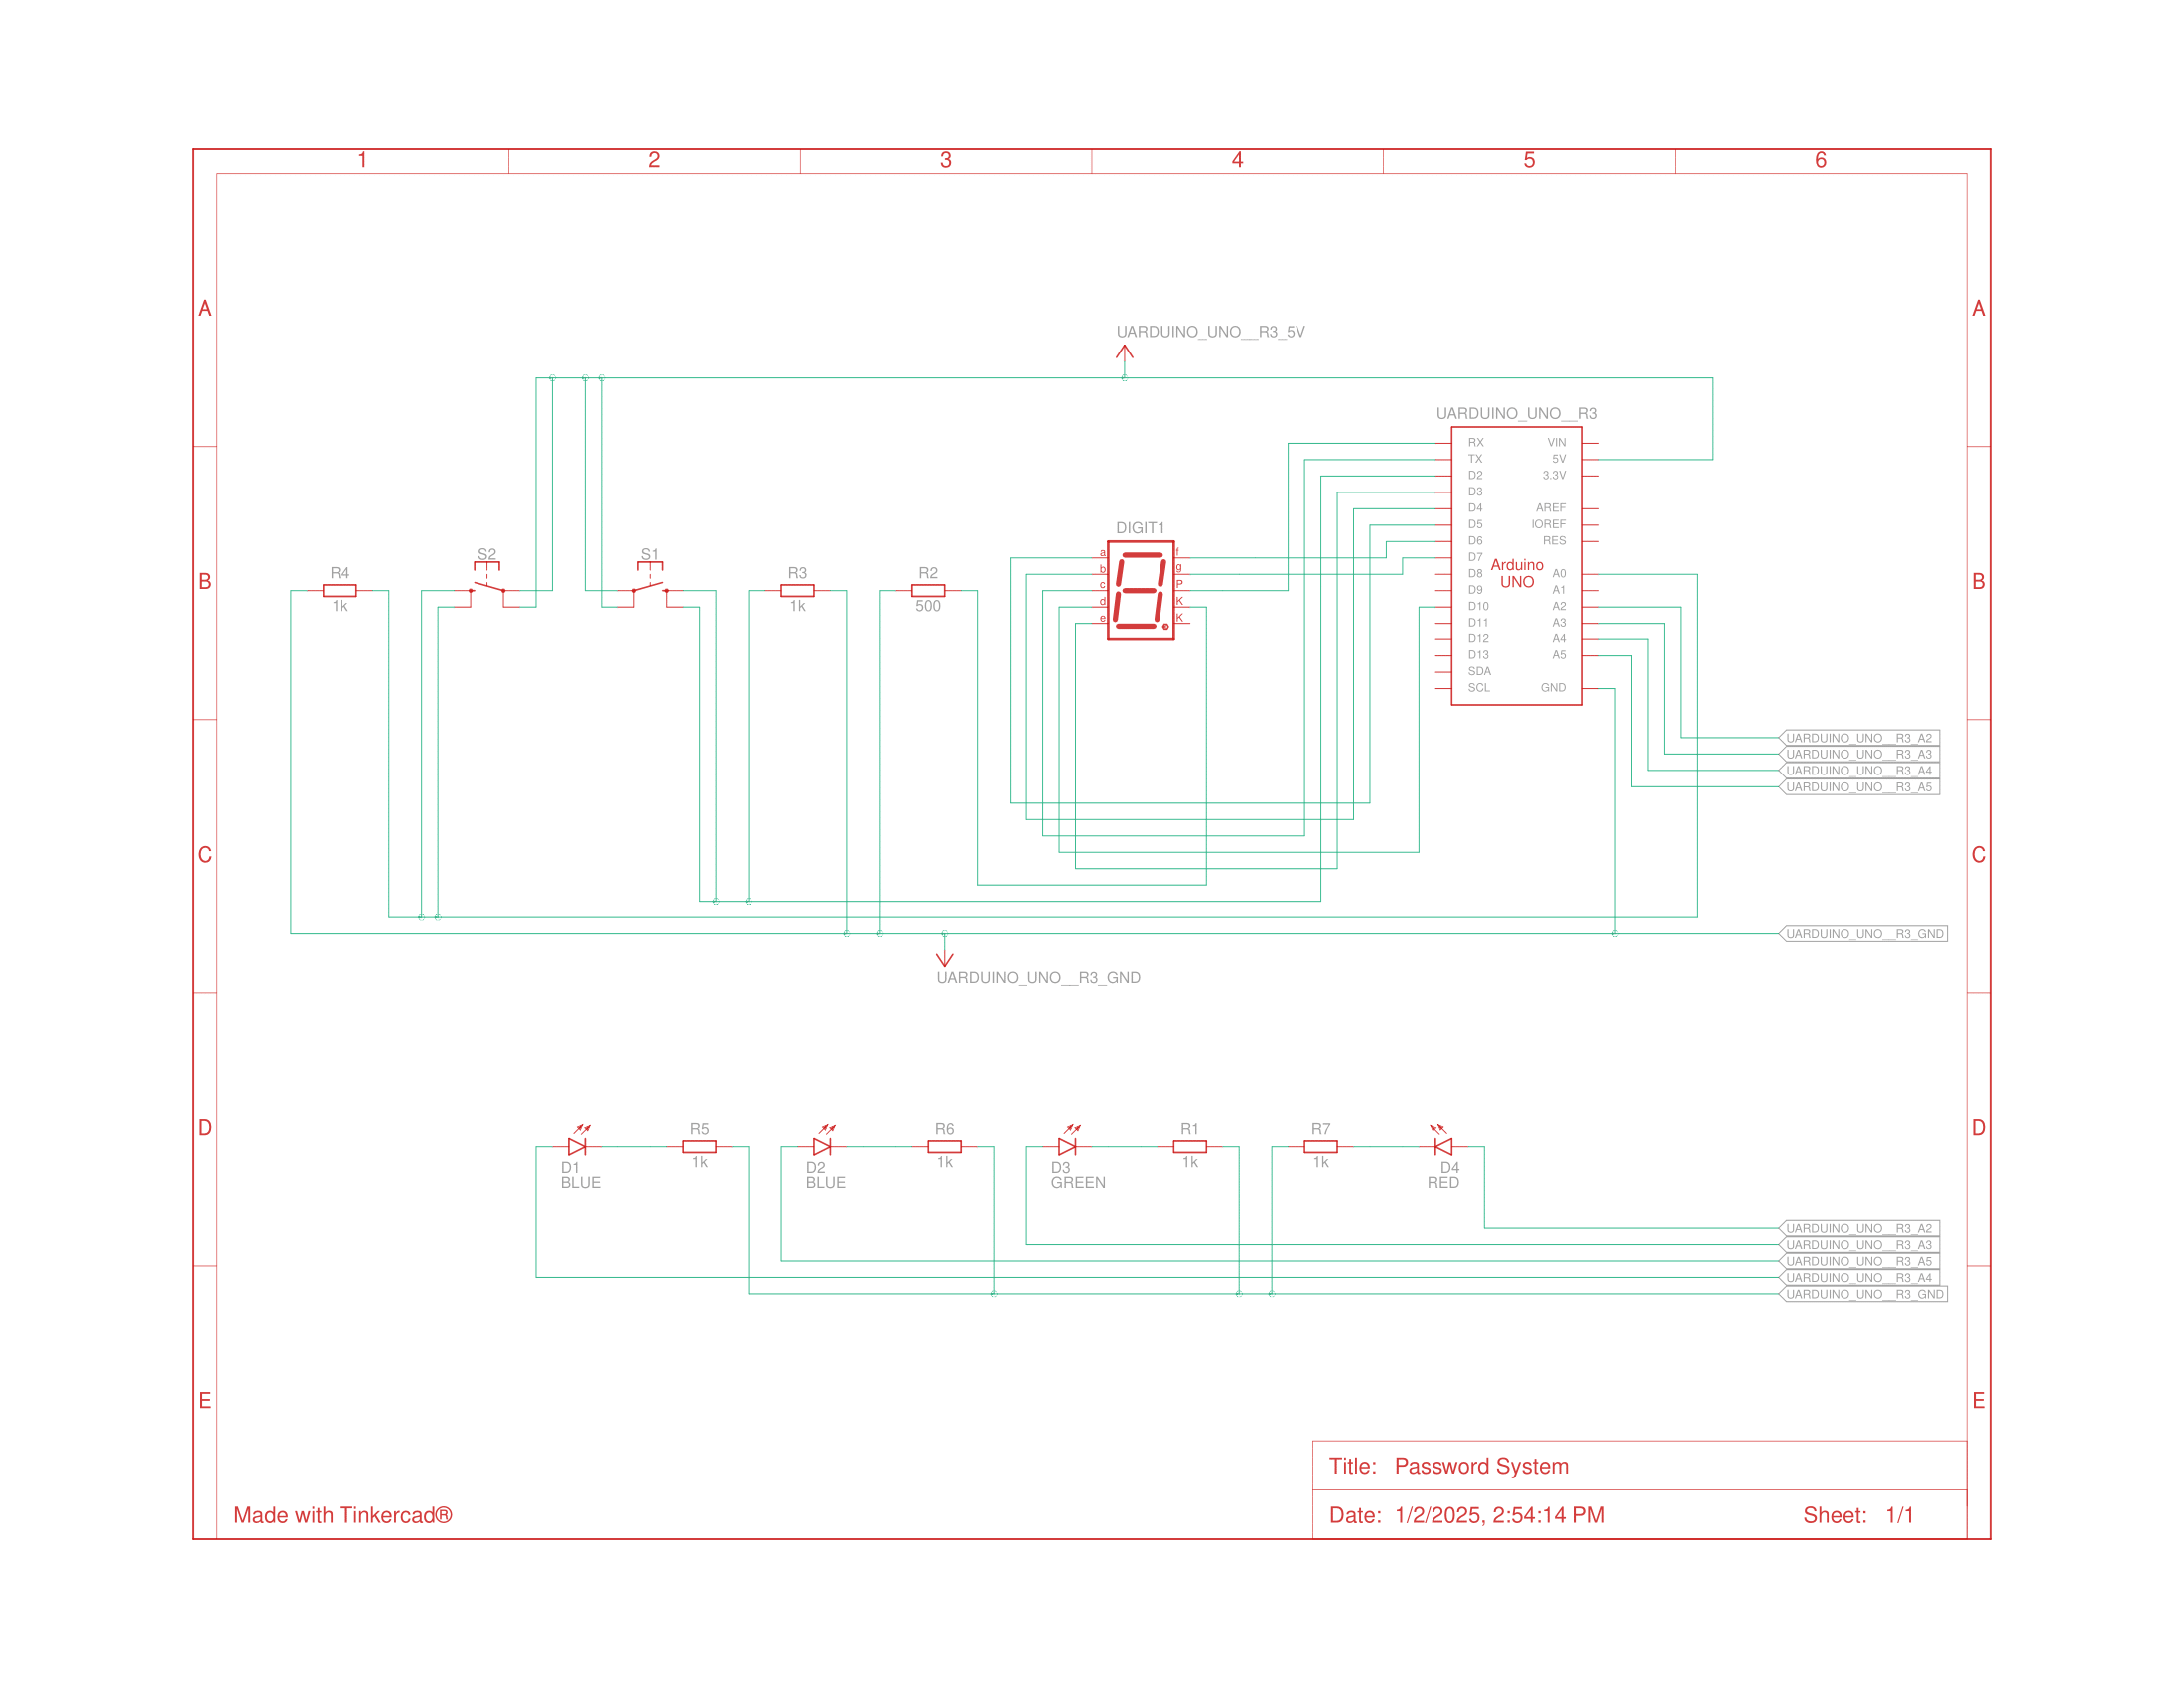 1 2 3 4 5 6
A A
UARDUINO_UNO__R3_5V
UARDUINO_UNO__R3
RX VIN
TX 5V
D2 3.3V
D3
D4 AREF
D5 IOREF
D6 RES
D7
Arduino
UNO
D8 A0
D9 A1
D10 A2
D11 A3
D12 A4
D13 A5
SDA
SCL GND
DIGIT1
a f
b g
c P
d K
e K
B B
R4
1k
S2
S1
R3
1k
R2
500
UARDUINO_UNO__R3_A2
UARDUINO_UNO__R3_A3
UARDUINO_UNO__R3_A4
UARDUINO_UNO__R3_A5
C C
UARDUINO_UNO__R3_GND
UARDUINO_UNO__R3_GND
D D
D1
BLUE
R5
1k
D2
BLUE
R6
1k
D3
GREEN
R1
1k
R7
1k
D4
RED
UARDUINO_UNO__R3_A2
UARDUINO_UNO__R3_A3
UARDUINO_UNO__R3_A5
UARDUINO_UNO__R3_A4
UARDUINO_UNO__R3_GND
E E
Title: Password System
Made with Tinkercad®
Date: 1/2/2025, 2:54:14 PM Sheet: 1/1